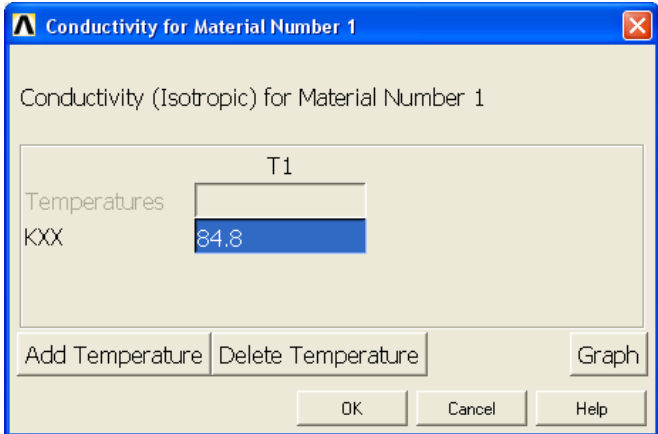 Conductivity for Material Number 1
Conductivity (Isotropic) for Material Number 1
T1
Temperatures
KXX 84.8
Add Temperature Delete Temperature Graph
OK Cancel Help